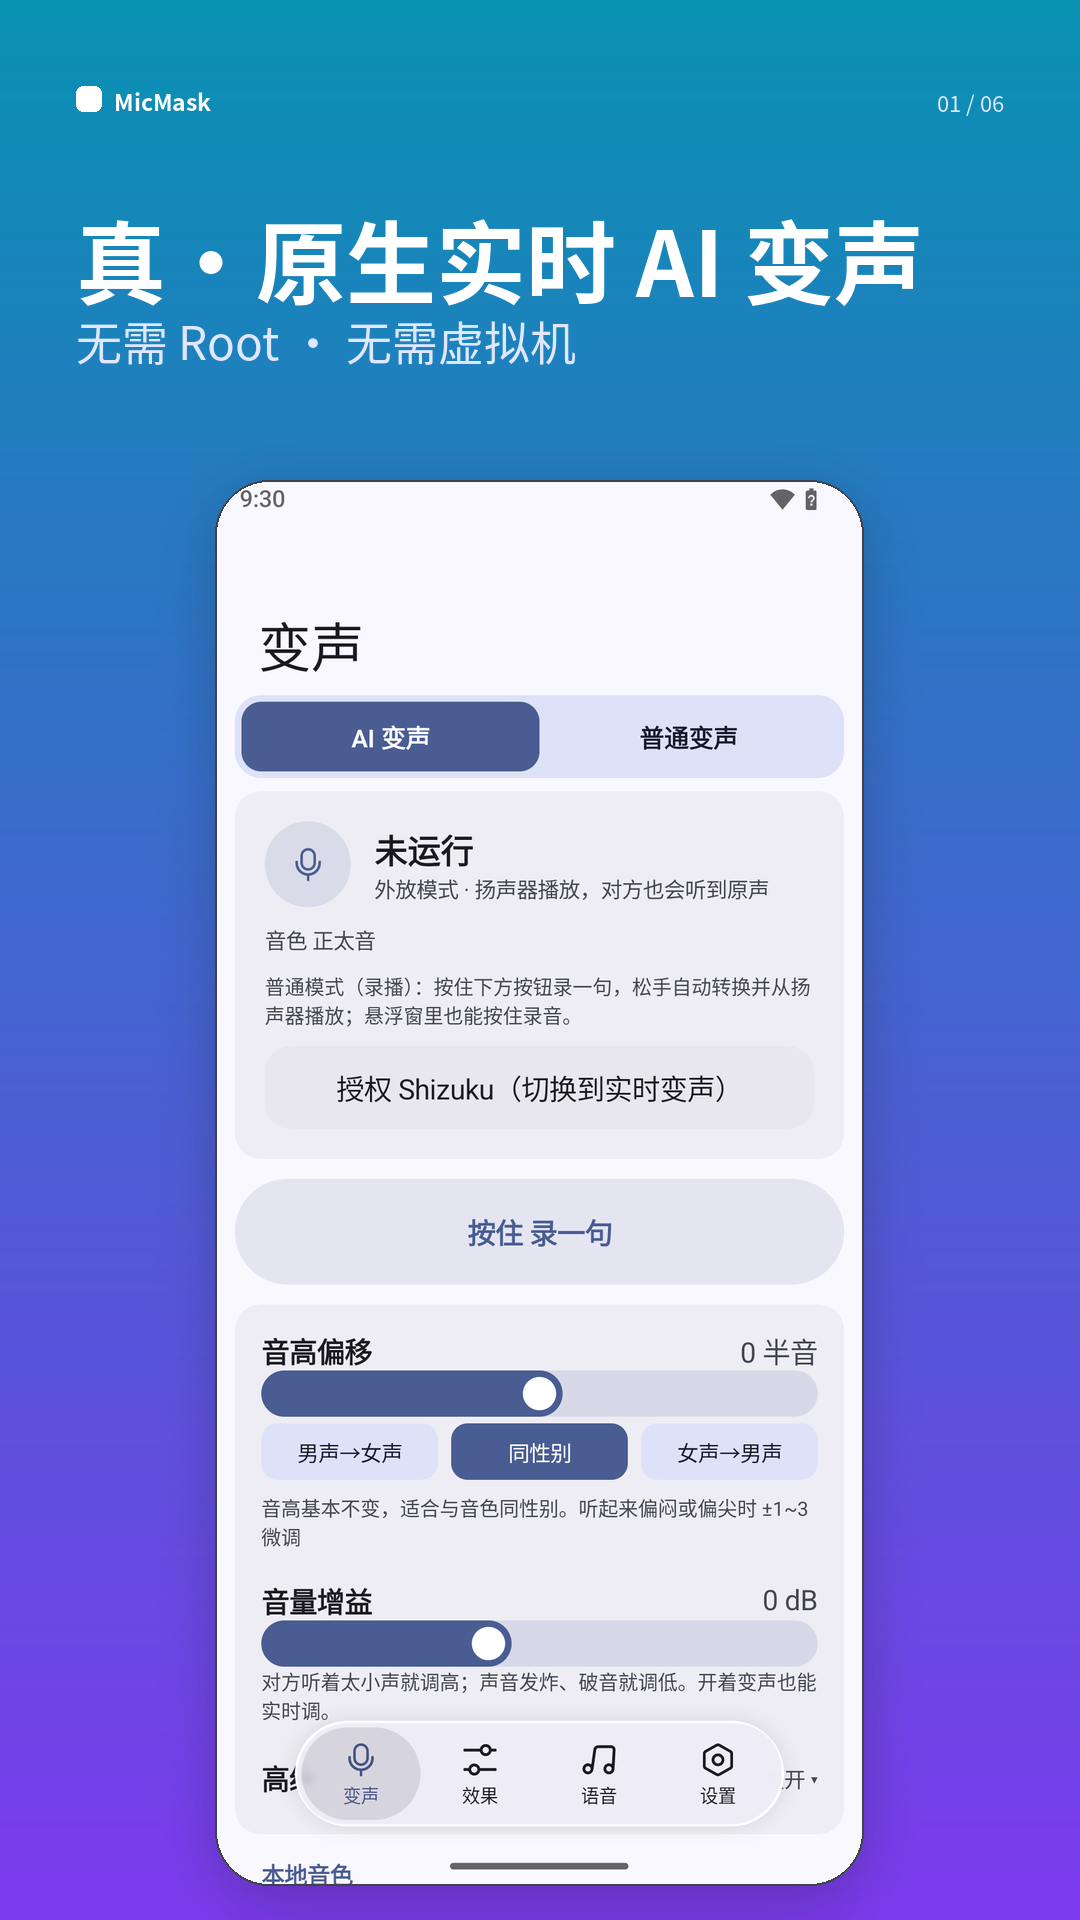 MicMask
01 / 06
真・原生实时 AI 变声
无需 Root ・ 无需虚拟机
9:30
变声
AI 变声
普通变声
未运行
外放模式 · 扬声器播放，对方也会听到原声
音色 正太音
普通模式（录播）：按住下方按钮录一句，松手自动转换并从扬
声器播放；悬浮窗里也能按住录音。
授权 Shizuku（切换到实时变声）
按住 录一句
音高偏移
0 半音
男声→女声
同性别
女声→男声
音高基本不变，适合与音色同性别。听起来偏闷或偏尖时 ±1~3
微调
音量增益
0 dB
对方听着太小声就调高；声音发炸、破音就调低。开着变声也能
实时调。
高
开 ▾
变声
效果
语音
设置
本地音色